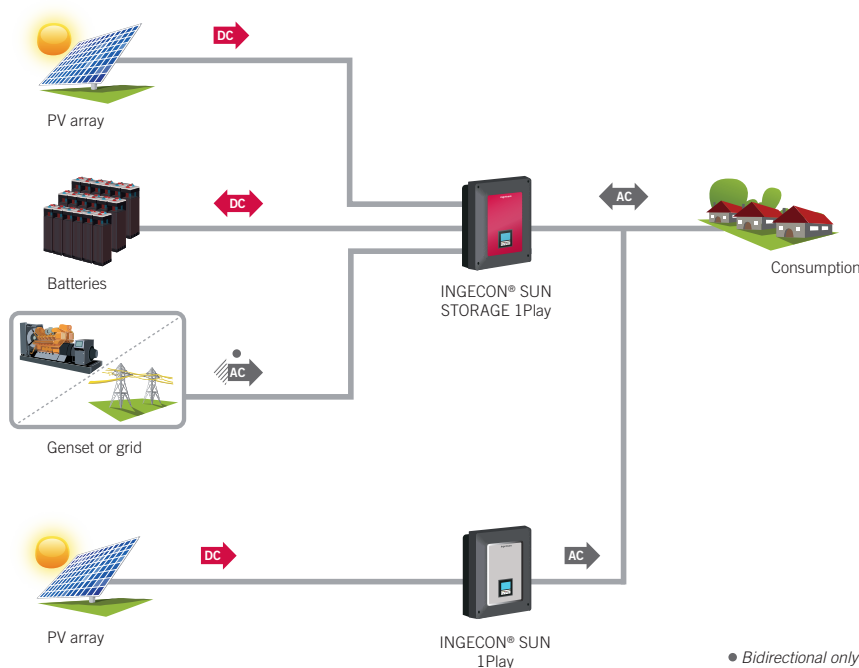 DC
PV array
DC
AC
Batteries
Consumption
INGECON® SUN
STORAGE 1Play
AC
Genset or grid
DC
AC
PV array
INGECON® SUN
1Play
● Bidirectional only